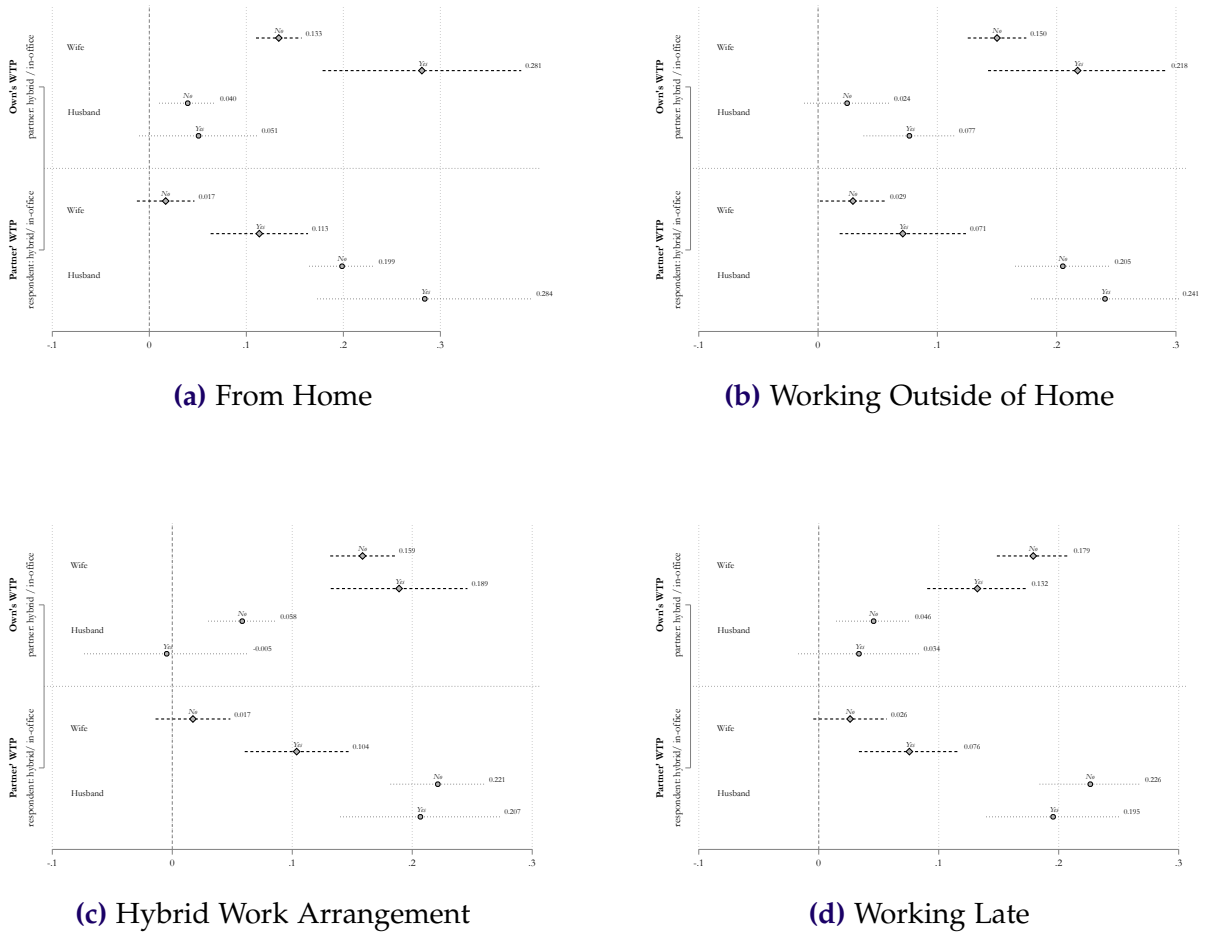 Own's WTP
partner: hybrid / in-office
Wife
No
0.133
Yes
0.281
Husband
No
0.040
Yes
0.051
Partner' WTP
respondent: hybrid/ in-office
Wife
No
0.017
Yes
0.113
Husband
No
0.199
Yes
0.284
-.1 0 .1 .2 .3
(a) From Home
Own's WTP
partner: hybrid / in-office
Wife
No
0.150
Yes
0.218
Husband
No
0.024
Yes
0.077
Partner' WTP
respondent: hybrid/ in-office
Wife
No
0.029
Yes
0.071
Husband
No
0.205
Yes
0.241
-.1 0 .1 .2 .3
(b) Working Outside of Home
Own's WTP
partner: hybrid / in-office
Wife
No
0.159
Yes
0.189
Husband
No
0.058
Yes
-0.005
Partner' WTP
respondent: hybrid/ in-office
Wife
No
0.017
Yes
0.104
Husband
No
0.221
Yes
0.207
-.1 0 .1 .2 .3
(c) Hybrid Work Arrangement
Own's WTP
partner: hybrid / in-office
Wife
No
0.179
Yes
0.132
Husband
No
0.046
Yes
0.034
Partner' WTP
respondent: hybrid/ in-office
Wife
No
0.026
Yes
0.076
Husband
No
0.226
Yes
0.195
-.1 0 .1 .2 .3
(d) Working Late